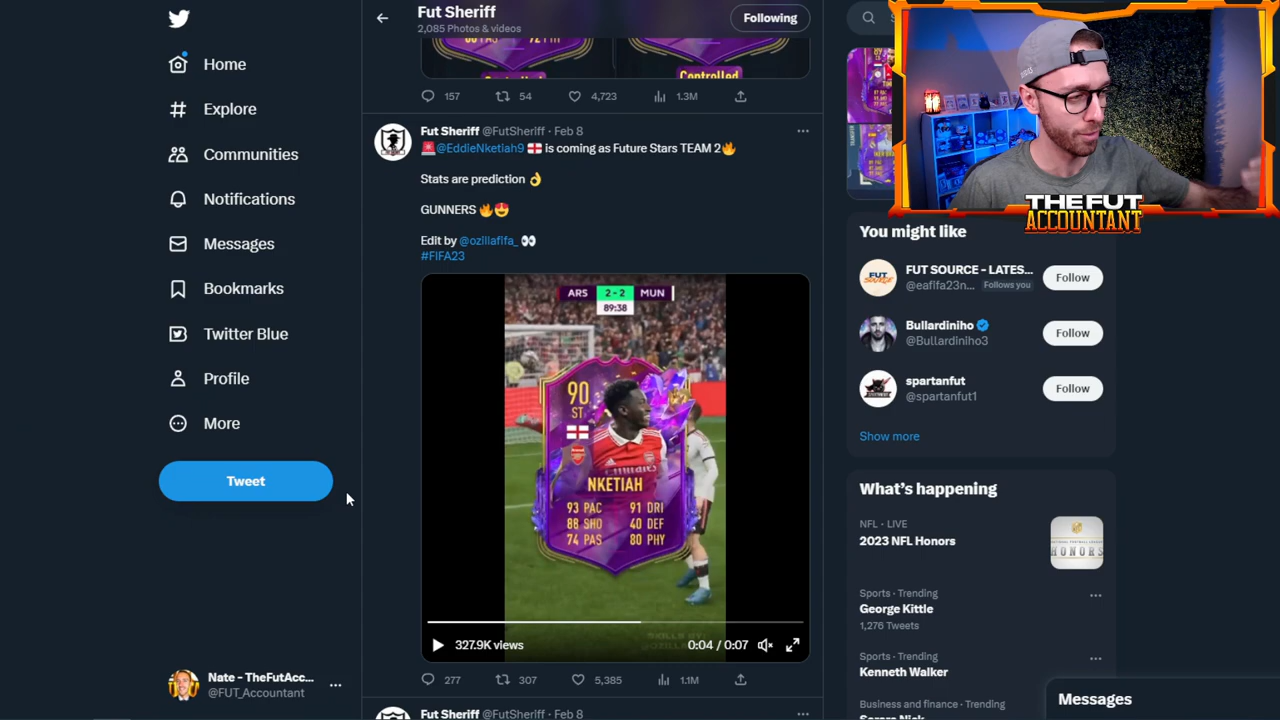 Fut Sheriff
2,085 Photos & videos
Following
Home
Explore
Communities
Notifications
Messages
Bookmarks
Twitter Blue
Profile
More
Tweet
Nate - TheFutAcc...
@FUT_Accountant
Controlled
Controlled
157
54
4,723
1.3M
Fut Sheriff @FutSheriff · Feb 8
@EddieNketiah9 is coming as Future Stars TEAM 2
Stats are prediction
GUNNERS
Edit by @ozillafifa_
#FIFA23
ARS 2-2 MUN
89:38
90
ST
NKETIAH
93 PAC 91 DRI
88 SHO 40 DEF
74 PAS 80 PHY
327.9K views
0:04 / 0:07
277
307
5,385
1.1M
Fut Sheriff @FutSheriff · Feb 8
THE FUT
ACCOUNTANT
You might like
FUT SOURCE - LATES...
@eafifa23n... Follows you
Follow
Bullardiniho
@Bullardiniho3
Follow
spartanfut
@spartanfut1
Follow
Show more
What's happening
NFL · LIVE
2023 NFL Honors
HONORS
Sports · Trending
George Kittle
1,276 Tweets
Sports · Trending
Kenneth Walker
Business and finance · Trending
Messages